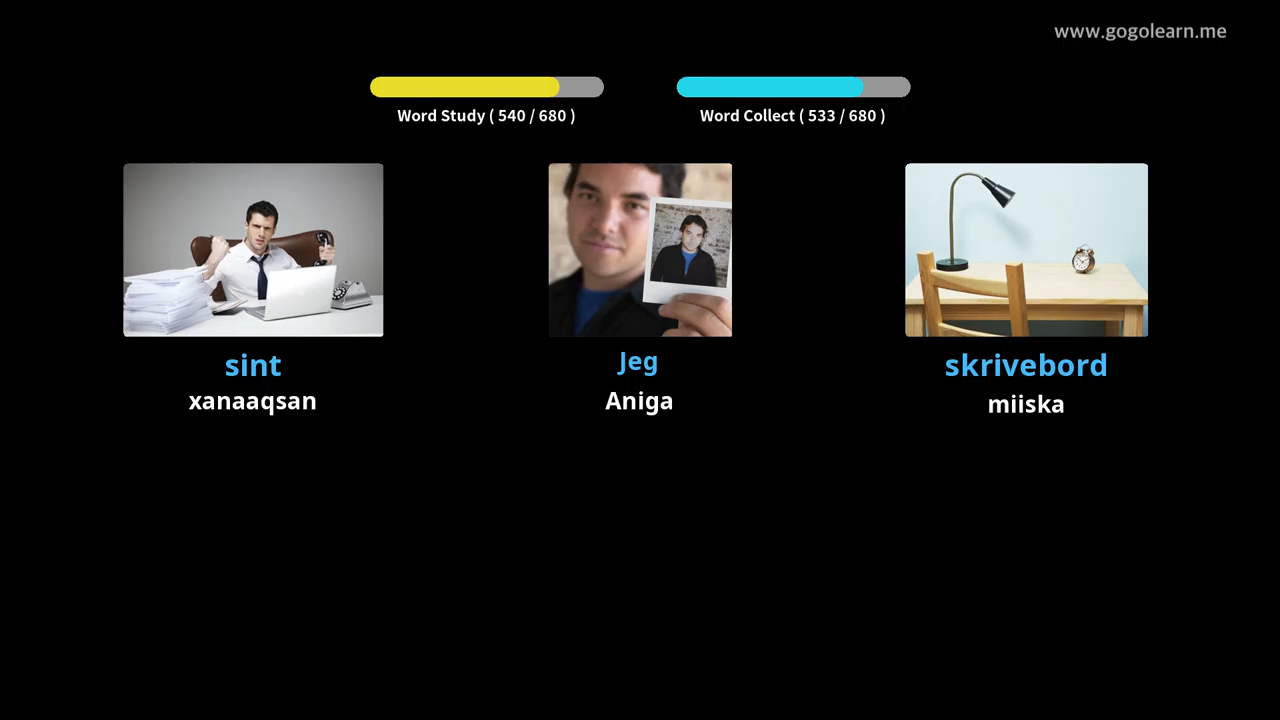 www.gogolearn.me
Word Study ( 540 / 680 )
Word Collect ( 533 / 680 )
sint
Jeg
skrivebord
xanaaqsan
Aniga
miiska